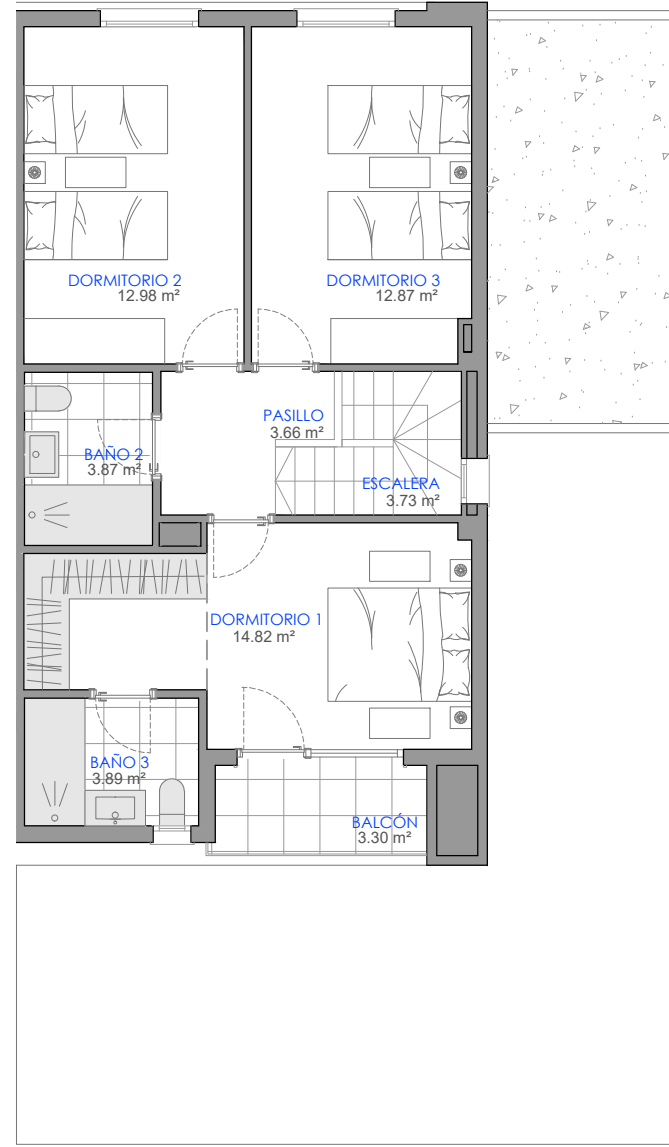 DORMITORIO 2
12.98 m²
DORMITORIO 3
12.87 m²
PASILLO
3.66 m²
BAÑO 2
3.87 m²
ESCALERA
3.73 m²
DORMITORIO 1
14.82 m²
BAÑO 3
3.89 m²
BALCÓN
3.30 m²